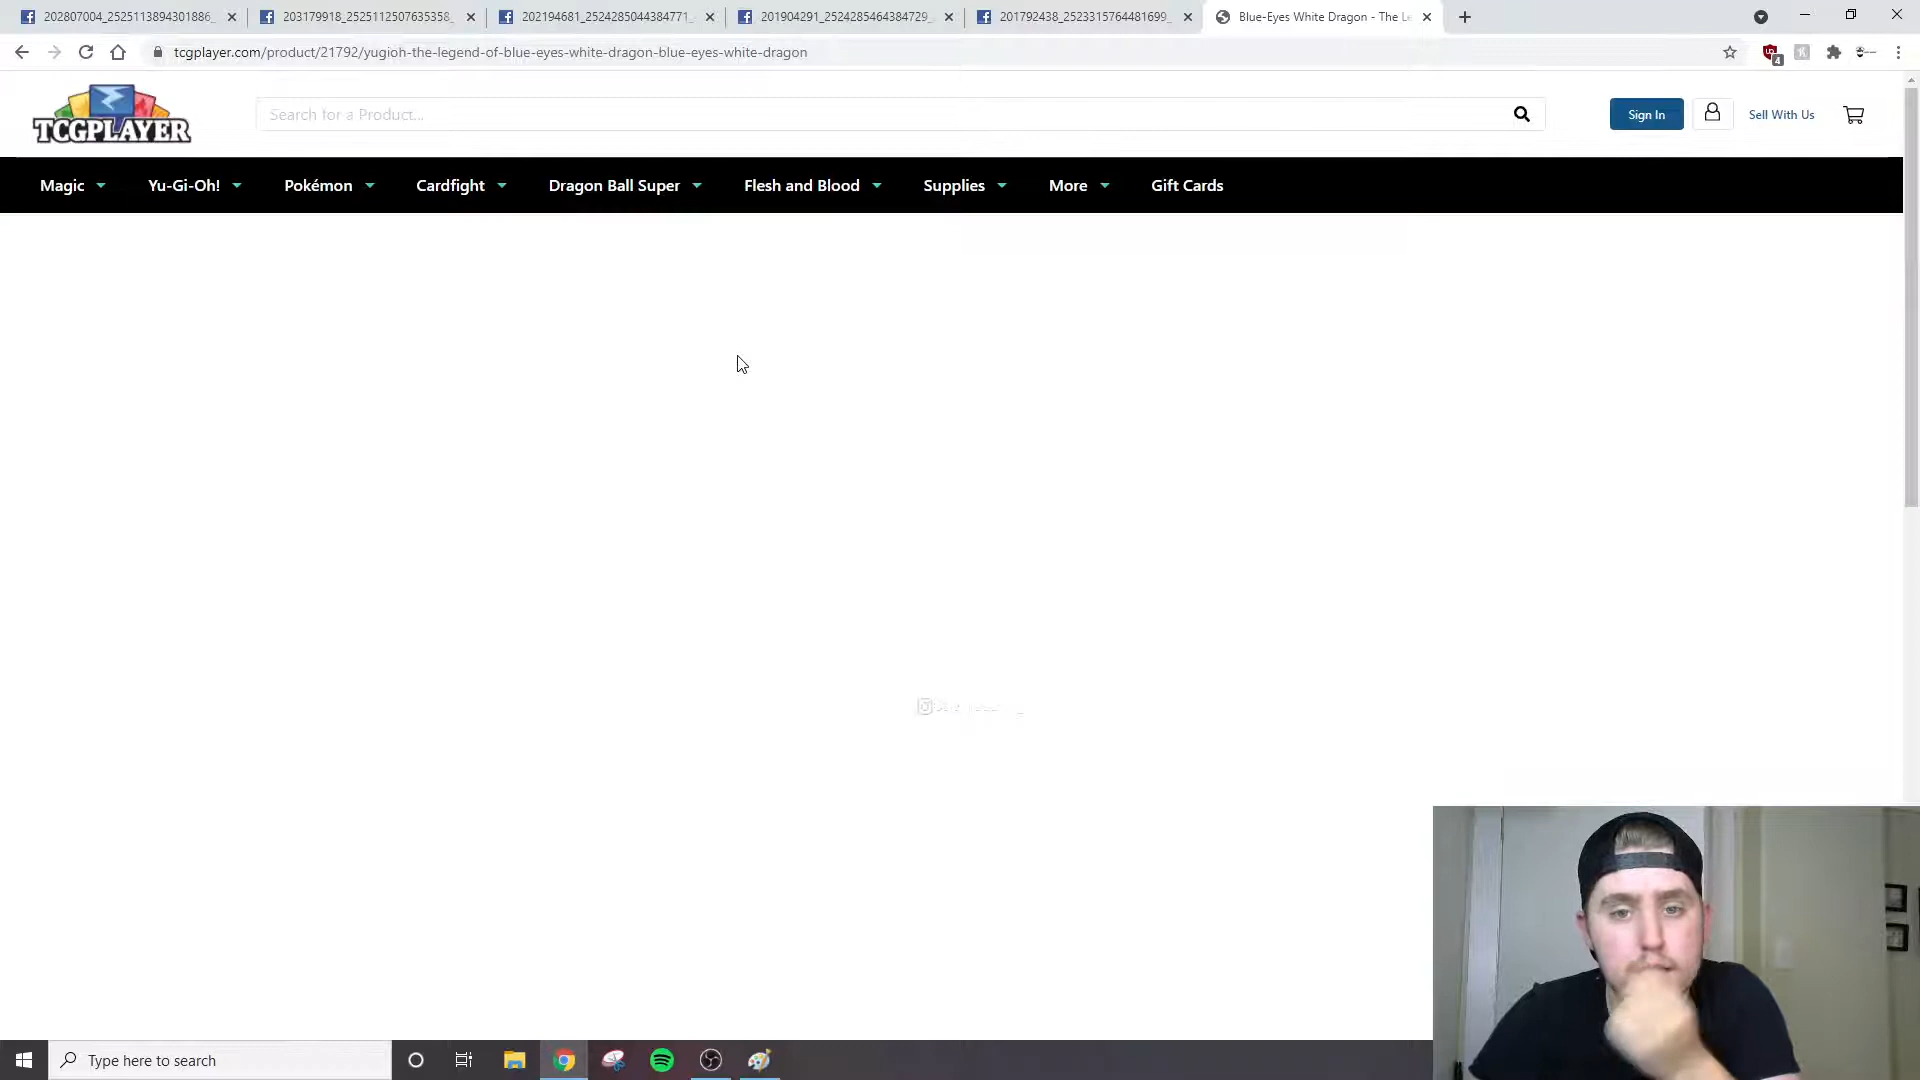 202807004_2525113894301886_
203179918_2525112507635358_
202194681_2524285044384771_
201904291_2524285464384729_
201792438_2523315764481699_
Blue-Eyes White Dragon - The Le
tcgplayer.com/product/21792/yugioh-the-legend-of-blue-eyes-white-dragon-blue-eyes-white-dragon
4
TCGPLAYER
Search for a Product...
Sign In
Sell With Us
Magic
Yu-Gi-Oh!
Pokémon
Cardfight
Dragon Ball Super
Flesh and Blood
Supplies
More
Gift Cards
Type here to search